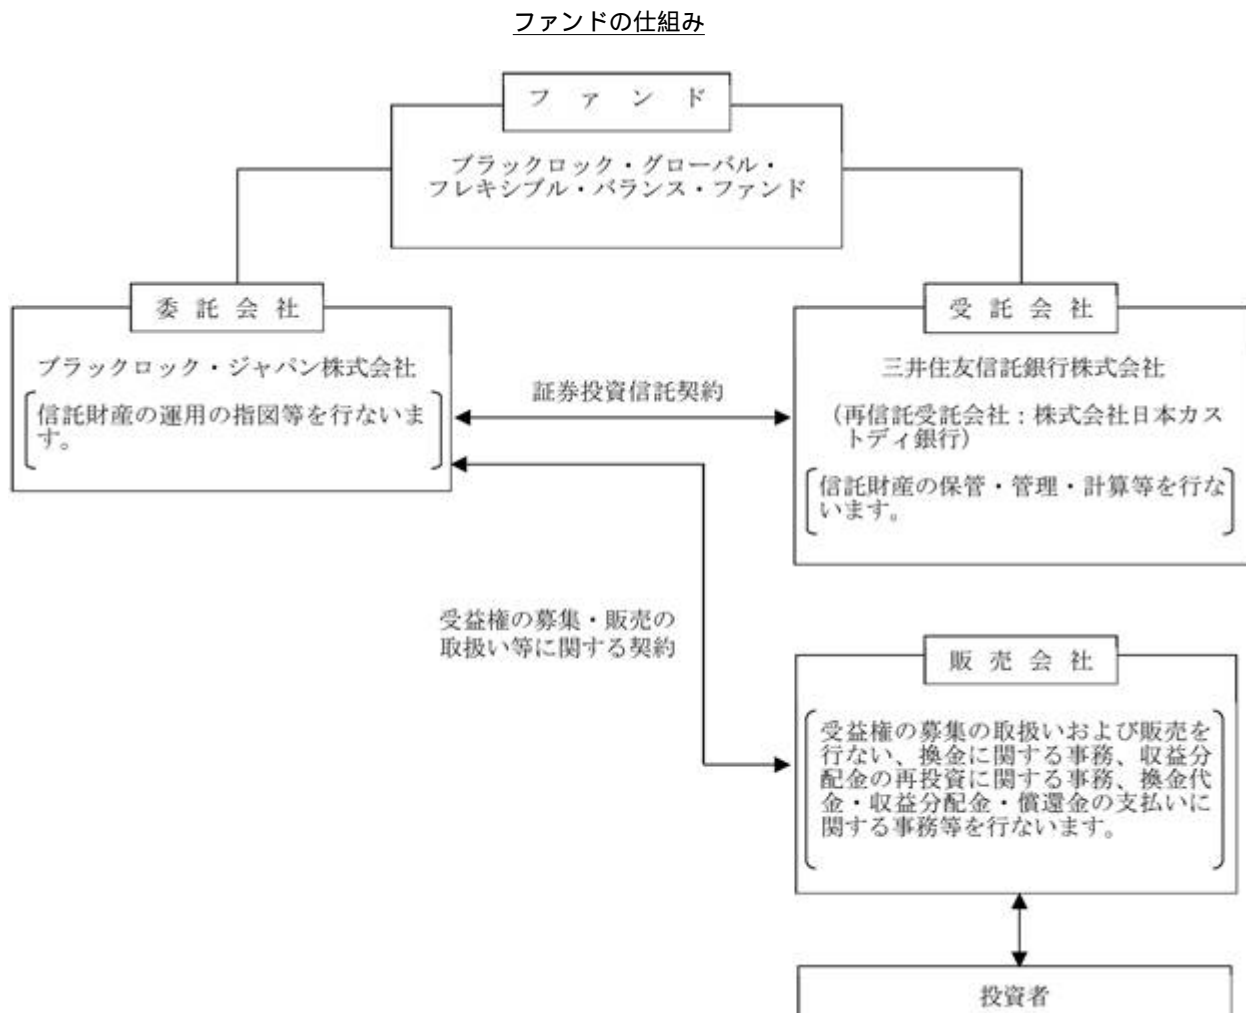 ファンドの仕組み
ファンド
ブラックロック・グローバル・
フレキシブル・バランス・ファンド
委託会社
ブラックロック・ジャパン株式会社
信託財産の運用の指図等を行ないま
す。
証券投資信託契約
受託会社
三井住友信託銀行株式会社
（再信託受託会社：株式会社日本カス
トディ銀行）
信託財産の保管・管理・計算等を行な
います。
受益権の募集・販売の
取扱い等に関する契約
販売会社
受益権の募集の取扱いおよび販売を
行ない、換金に関する事務、収益分
配金の再投資に関する事務、換金代
金・収益分配金・償還金の支払いに
関する事務等を行ないます。
投資者